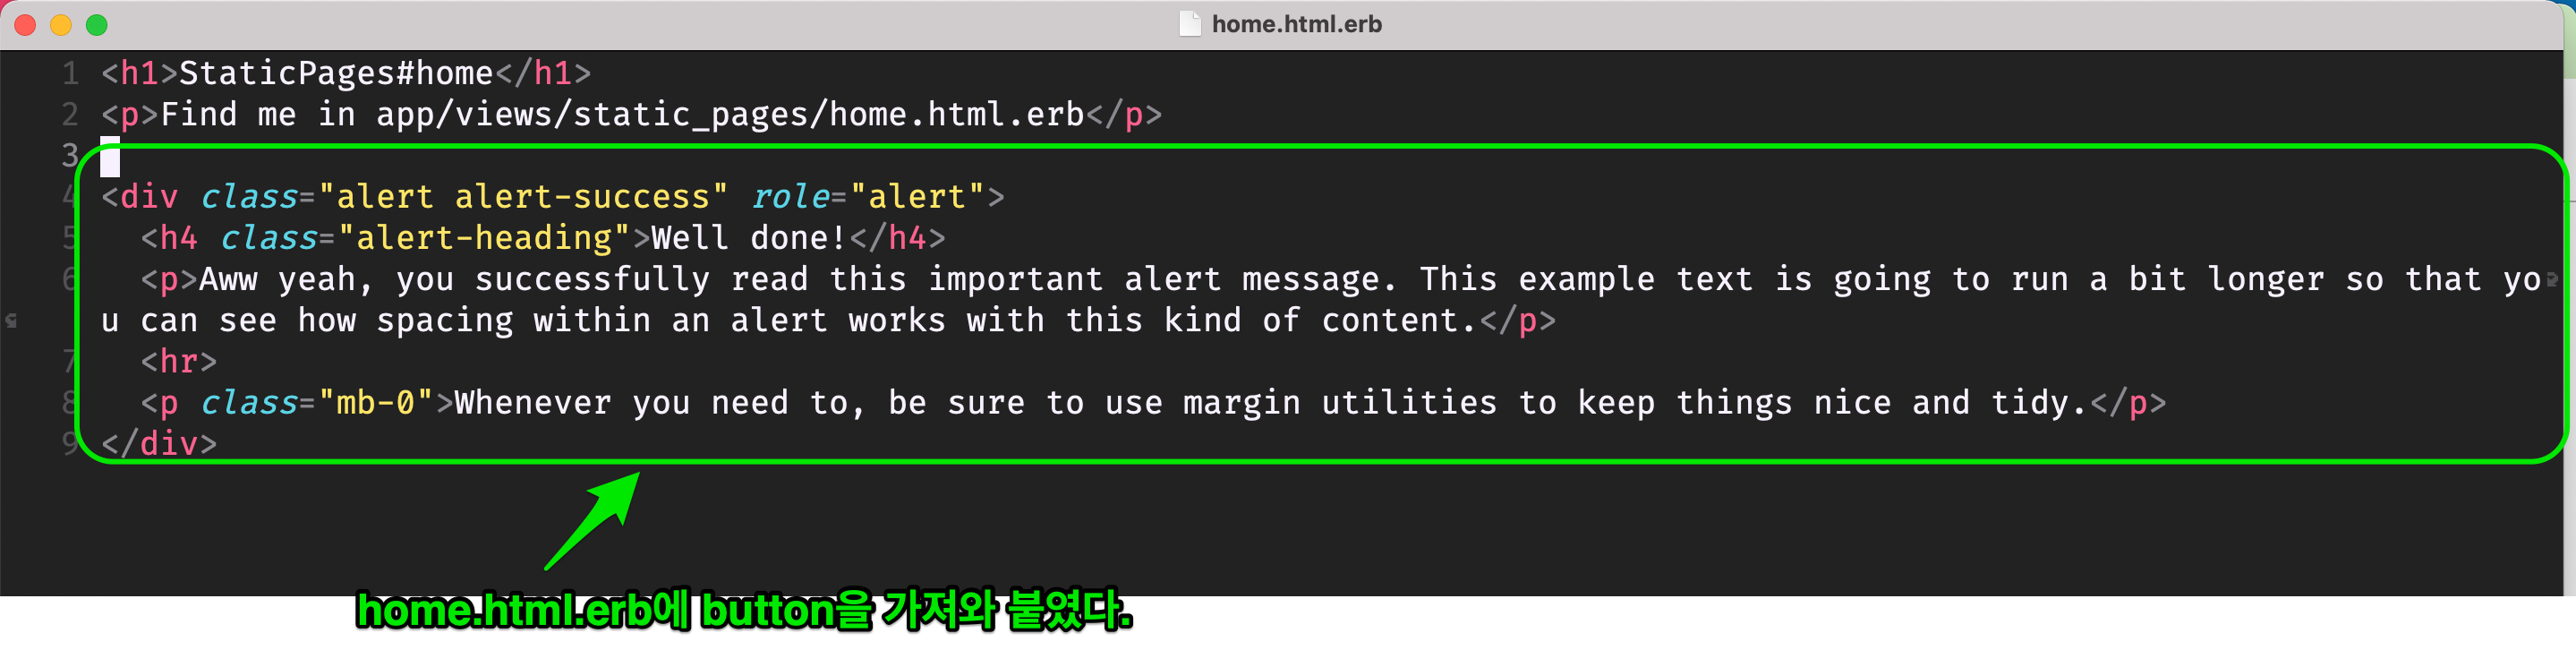 home.html.erb
1 <h1>StaticPages#home</h1>
2 <p>Find me in app/views/static_pages/home.html.erb</p>
3
4 <div class="alert alert-success" role="alert">
5   <h4 class="alert-heading">Well done!</h4>
6   <p>Aww yeah, you successfully read this important alert message. This example text is going to run a bit longer so that yo
u can see how spacing within an alert works with this kind of content.</p>
7   <hr>
8   <p class="mb-0">Whenever you need to, be sure to use margin utilities to keep things nice and tidy.</p>
9 </div>
home.html.erb에 button을 가져와 붙였다.